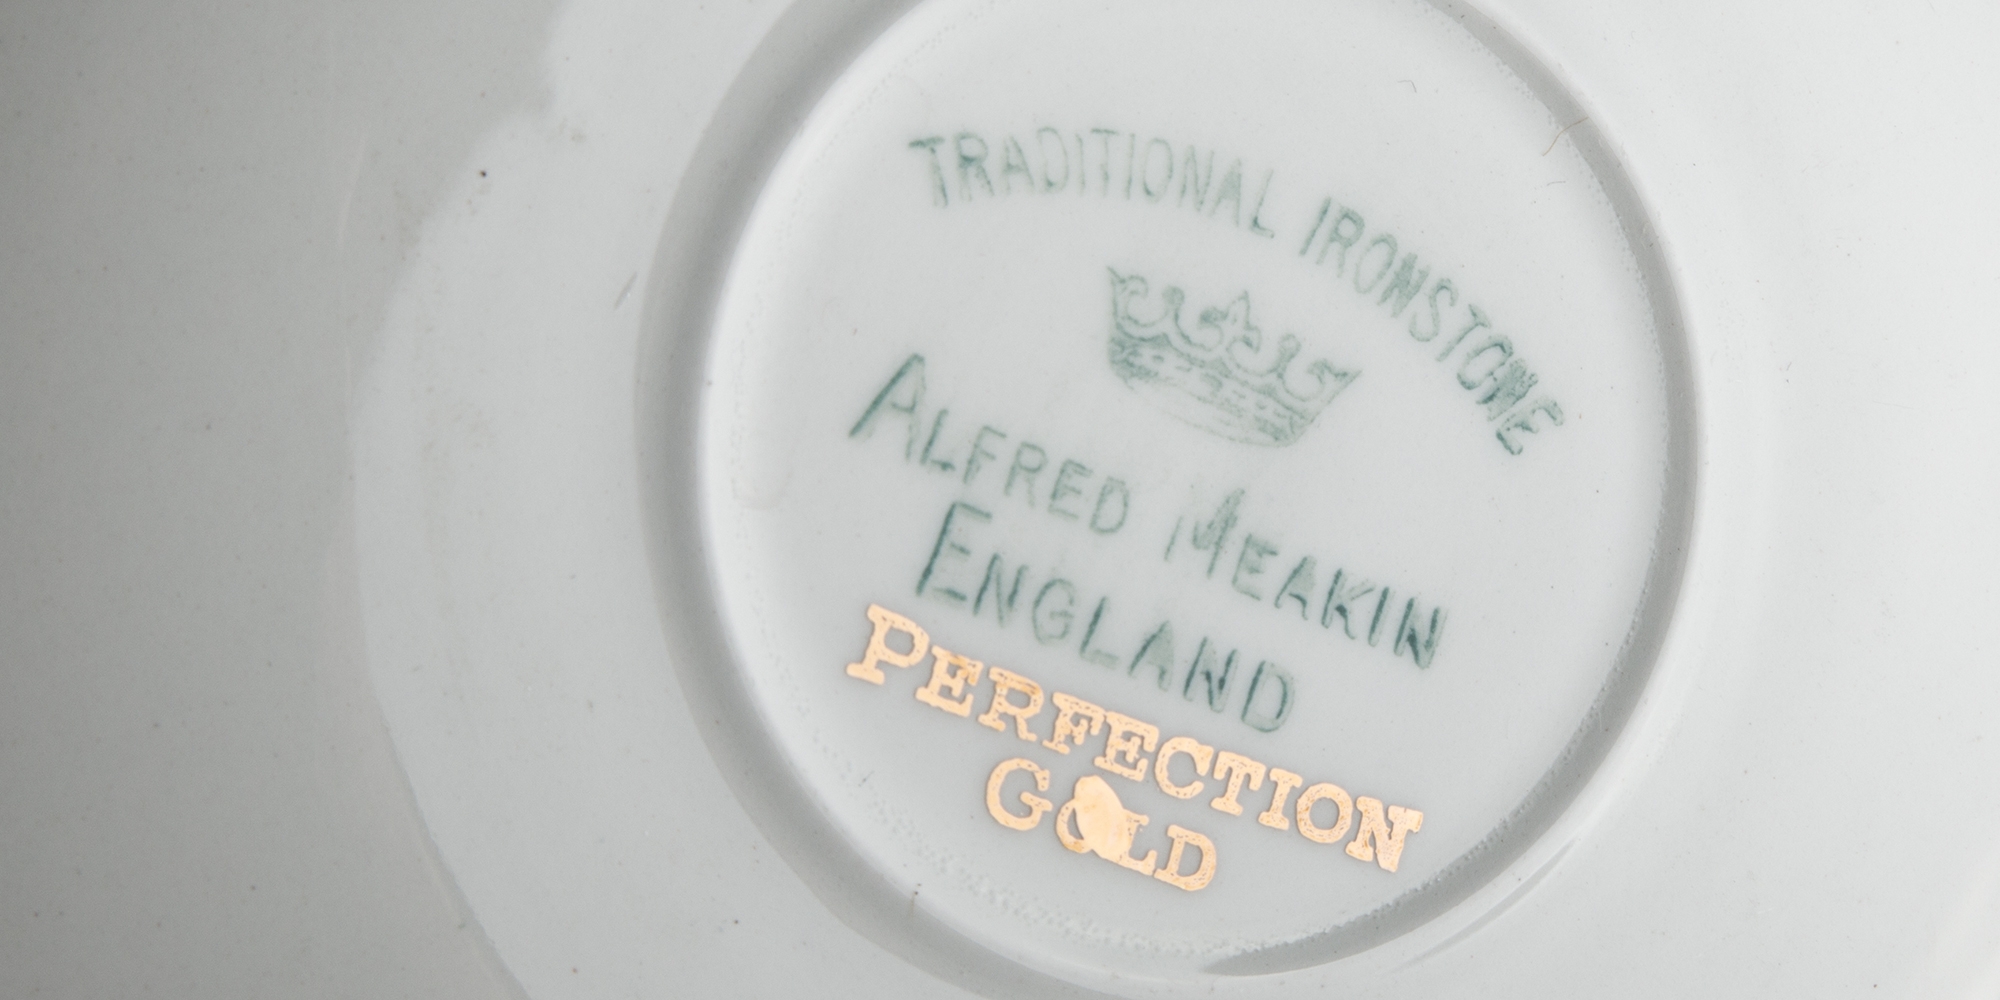 TRADITIONAL IRONSTONE
ALFRED MEAKIN
ENGLAND
PERFECTION
GOLD